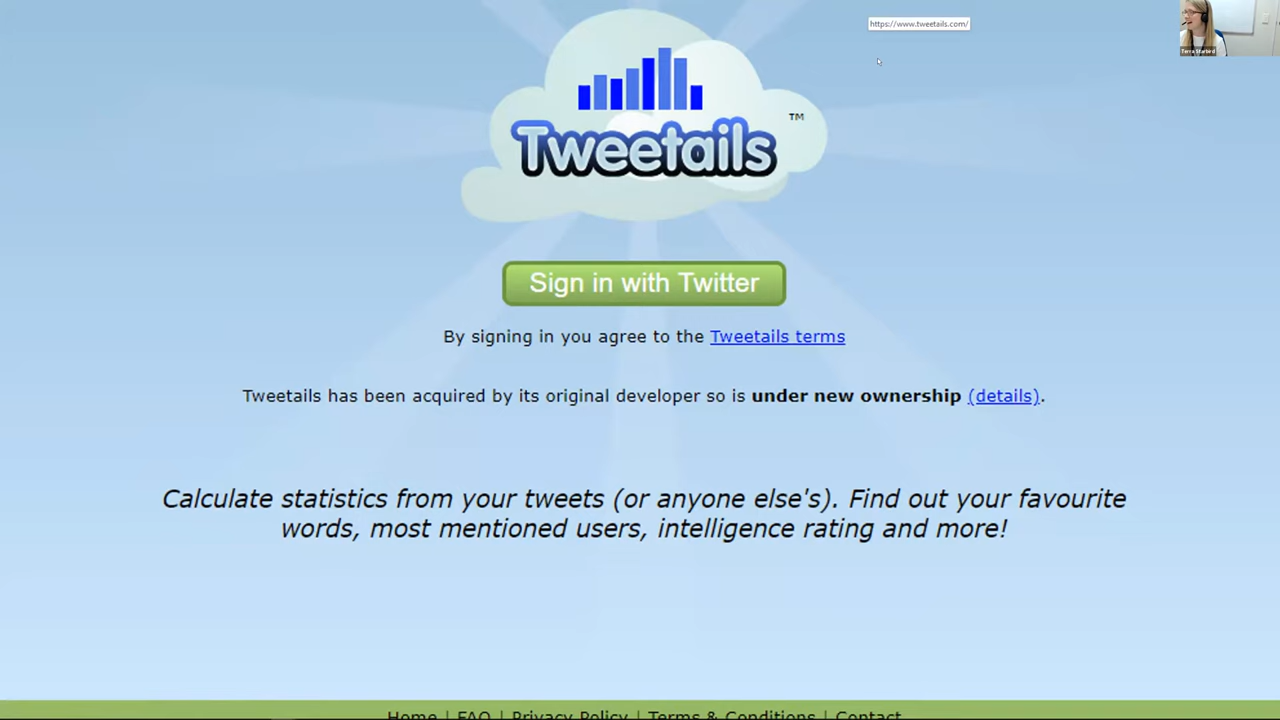 https://www.tweetails.com/
Tweetails
TM
Sign in with Twitter
By signing in you agree to the Tweetails terms
Tweetails has been acquired by its original developer so is under new ownership (details).
Calculate statistics from your tweets (or anyone else's). Find out your favourite
words, most mentioned users, intelligence rating and more!
Home | FAQ | Privacy Policy | Terms & Conditions | Contact